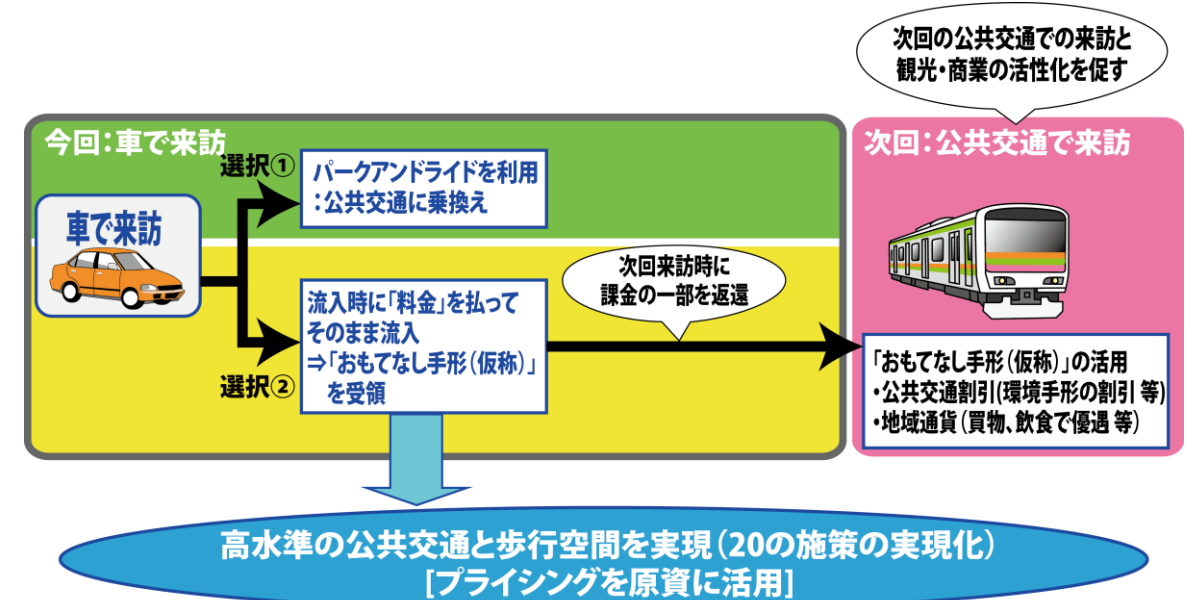 次回の公共交通での来訪と
観光・商業の活性化を促す
今回：車で来訪
次回：公共交通で来訪
選択①
パークアンドライドを利用
：公共交通に乗換え
車で来訪
次回来訪時に
課金の一部を返還
流入時に「料金」を払って
そのまま流入
⇒「おもてなし手形（仮称）」
を受領
選択②
「おもてなし手形（仮称）」の活用
・公共交通割引(環境手形の割引 等)
・地域通貨（買物、飲食で優遇 等）
高水準の公共交通と歩行空間を実現（20の施策の実現化）
[プライシングを原資に活用]